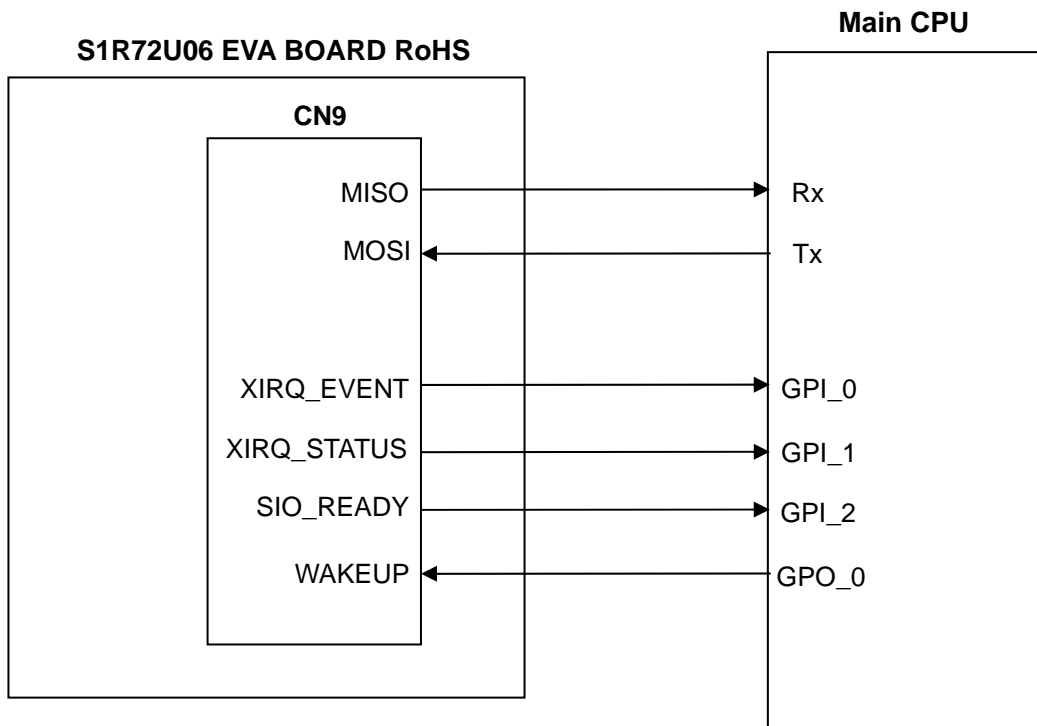 Main CPU
S1R72U06 EVA BOARD RoHS
CN9
MISO
Rx
MOSI
Tx
XIRQ_EVENT
GPI_0
XIRQ_STATUS
GPI_1
SIO_READY
GPI_2
WAKEUP
GPO_0